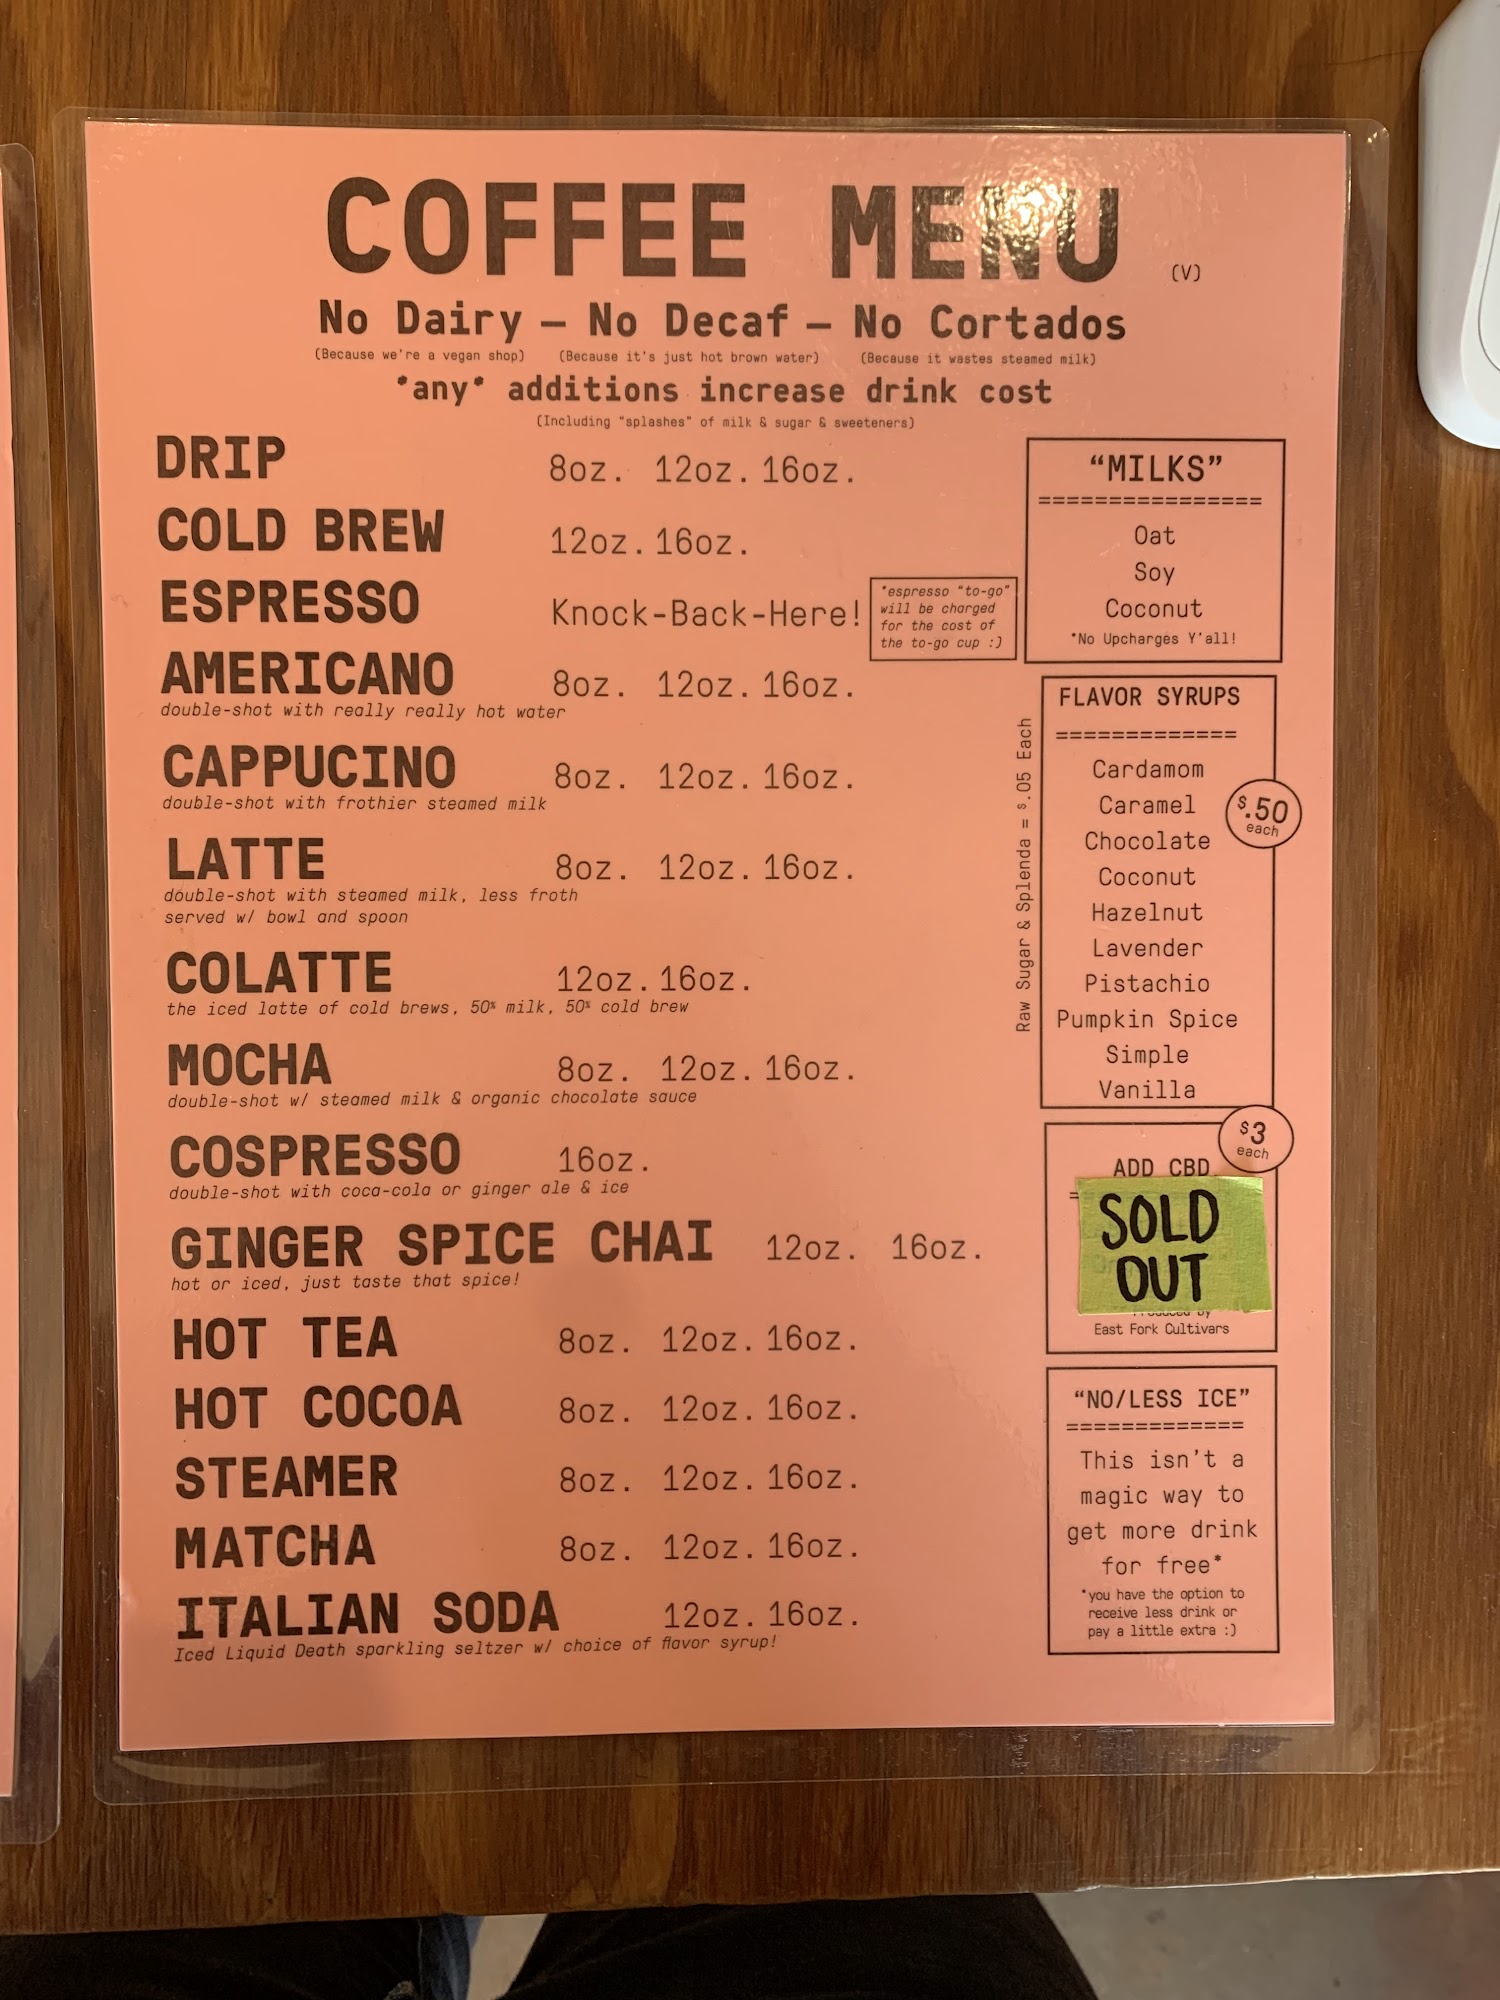 COFFEE MENU (V)
No Dairy – No Decaf – No Cortados
(Because we're a vegan shop) (Because it's just hot brown water) (Because it wastes steamed milk)
*any* additions increase drink cost
(Including "splashes" of milk & sugar & sweeteners)
DRIP 8oz. 12oz. 16oz.
COLD BREW 12oz. 16oz.
ESPRESSO Knock-Back-Here!
*espresso "to-go"
will be charged
for the cost of
the to-go cup :)
AMERICANO 8oz. 12oz. 16oz.
double-shot with really really hot water
CAPPUCINO 8oz. 12oz. 16oz.
double-shot with frothier steamed milk
LATTE 8oz. 12oz. 16oz.
double-shot with steamed milk, less froth
served w/ bowl and spoon
COLATTE 12oz. 16oz.
the iced latte of cold brews, 50% milk, 50% cold brew
MOCHA 8oz. 12oz. 16oz.
double-shot w/ steamed milk & organic chocolate sauce
COSPRESSO 16oz.
double-shot with coca-cola or ginger ale & ice
GINGER SPICE CHAI 12oz. 16oz.
hot or iced, just taste that spice!
HOT TEA 8oz. 12oz. 16oz.
HOT COCOA 8oz. 12oz. 16oz.
STEAMER 8oz. 12oz. 16oz.
MATCHA 8oz. 12oz. 16oz.
ITALIAN SODA 12oz. 16oz.
Iced Liquid Death sparkling seltzer w/ choice of flavor syrup!
"MILKS"
================
Oat
Soy
Coconut
*No Upcharges Y'all!
FLAVOR SYRUPS
=============
Cardamom
Caramel
Chocolate
Coconut
Hazelnut
Lavender
Pistachio
Pumpkin Spice
Simple
Vanilla
$.50
each
Raw Sugar & Splenda = $.05 Each
$3
each
ADD CBD
SOLD
OUT
Produced by
East Fork Cultivars
"NO/LESS ICE"
=============
This isn't a
magic way to
get more drink
for free*
*you have the option to
receive less drink or
pay a little extra :)